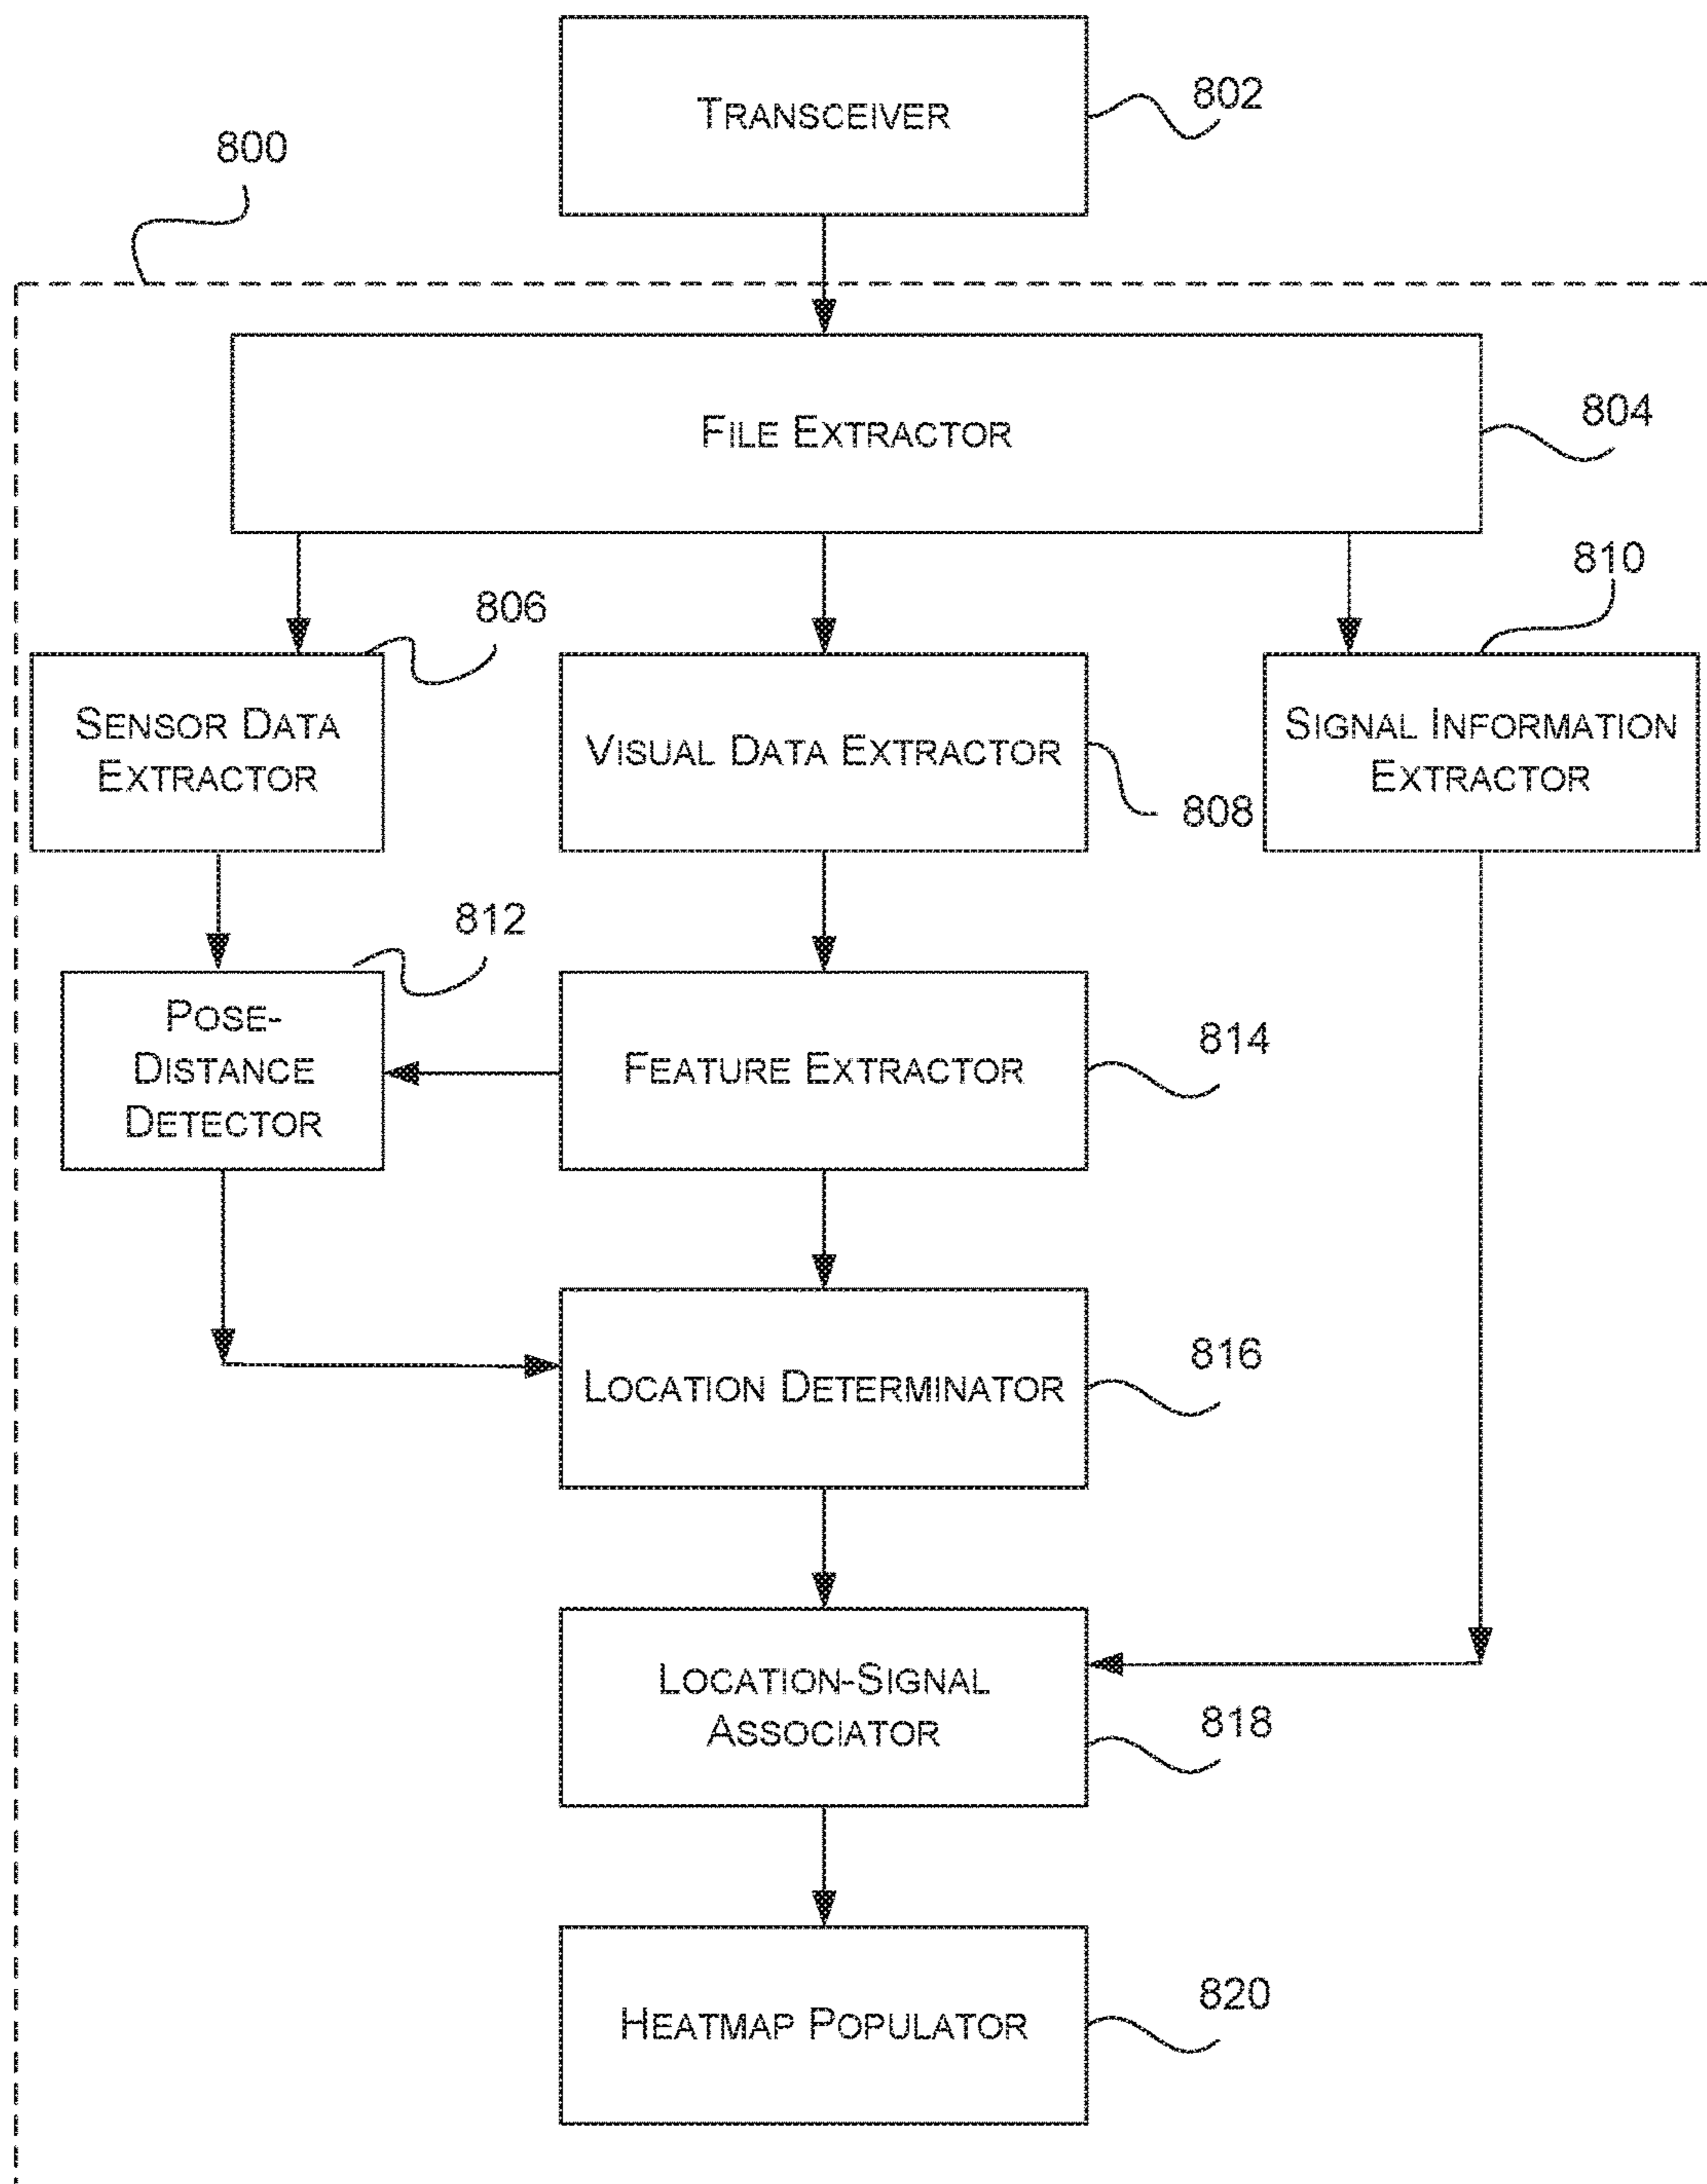 TRANSCEIVER
802
800
FILE EXTRACTOR
804
810
806
SENSOR DATA
EXTRACTOR
VISUAL DATA EXTRACTOR
808
SIGNAL INFORMATION
EXTRACTOR
812
POSE-
DISTANCE
DETECTOR
FEATURE EXTRACTOR
814
LOCATION DETERMINATOR
816
LOCATION-SIGNAL
ASSOCIATOR
818
HEATMAP POPULATOR
820